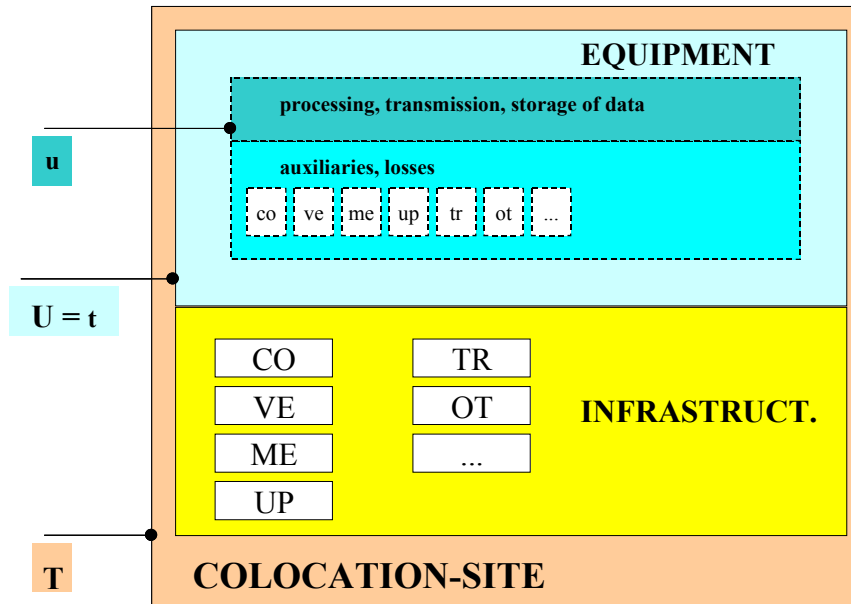 EQUIPMENT
processing, transmission, storage of data
u
auxiliaries, losses
co ve me up tr ot ...
U = t
CO TR
VE OT
INFRASTRUCT.
ME ...
UP
T
COLOCATION-SITE